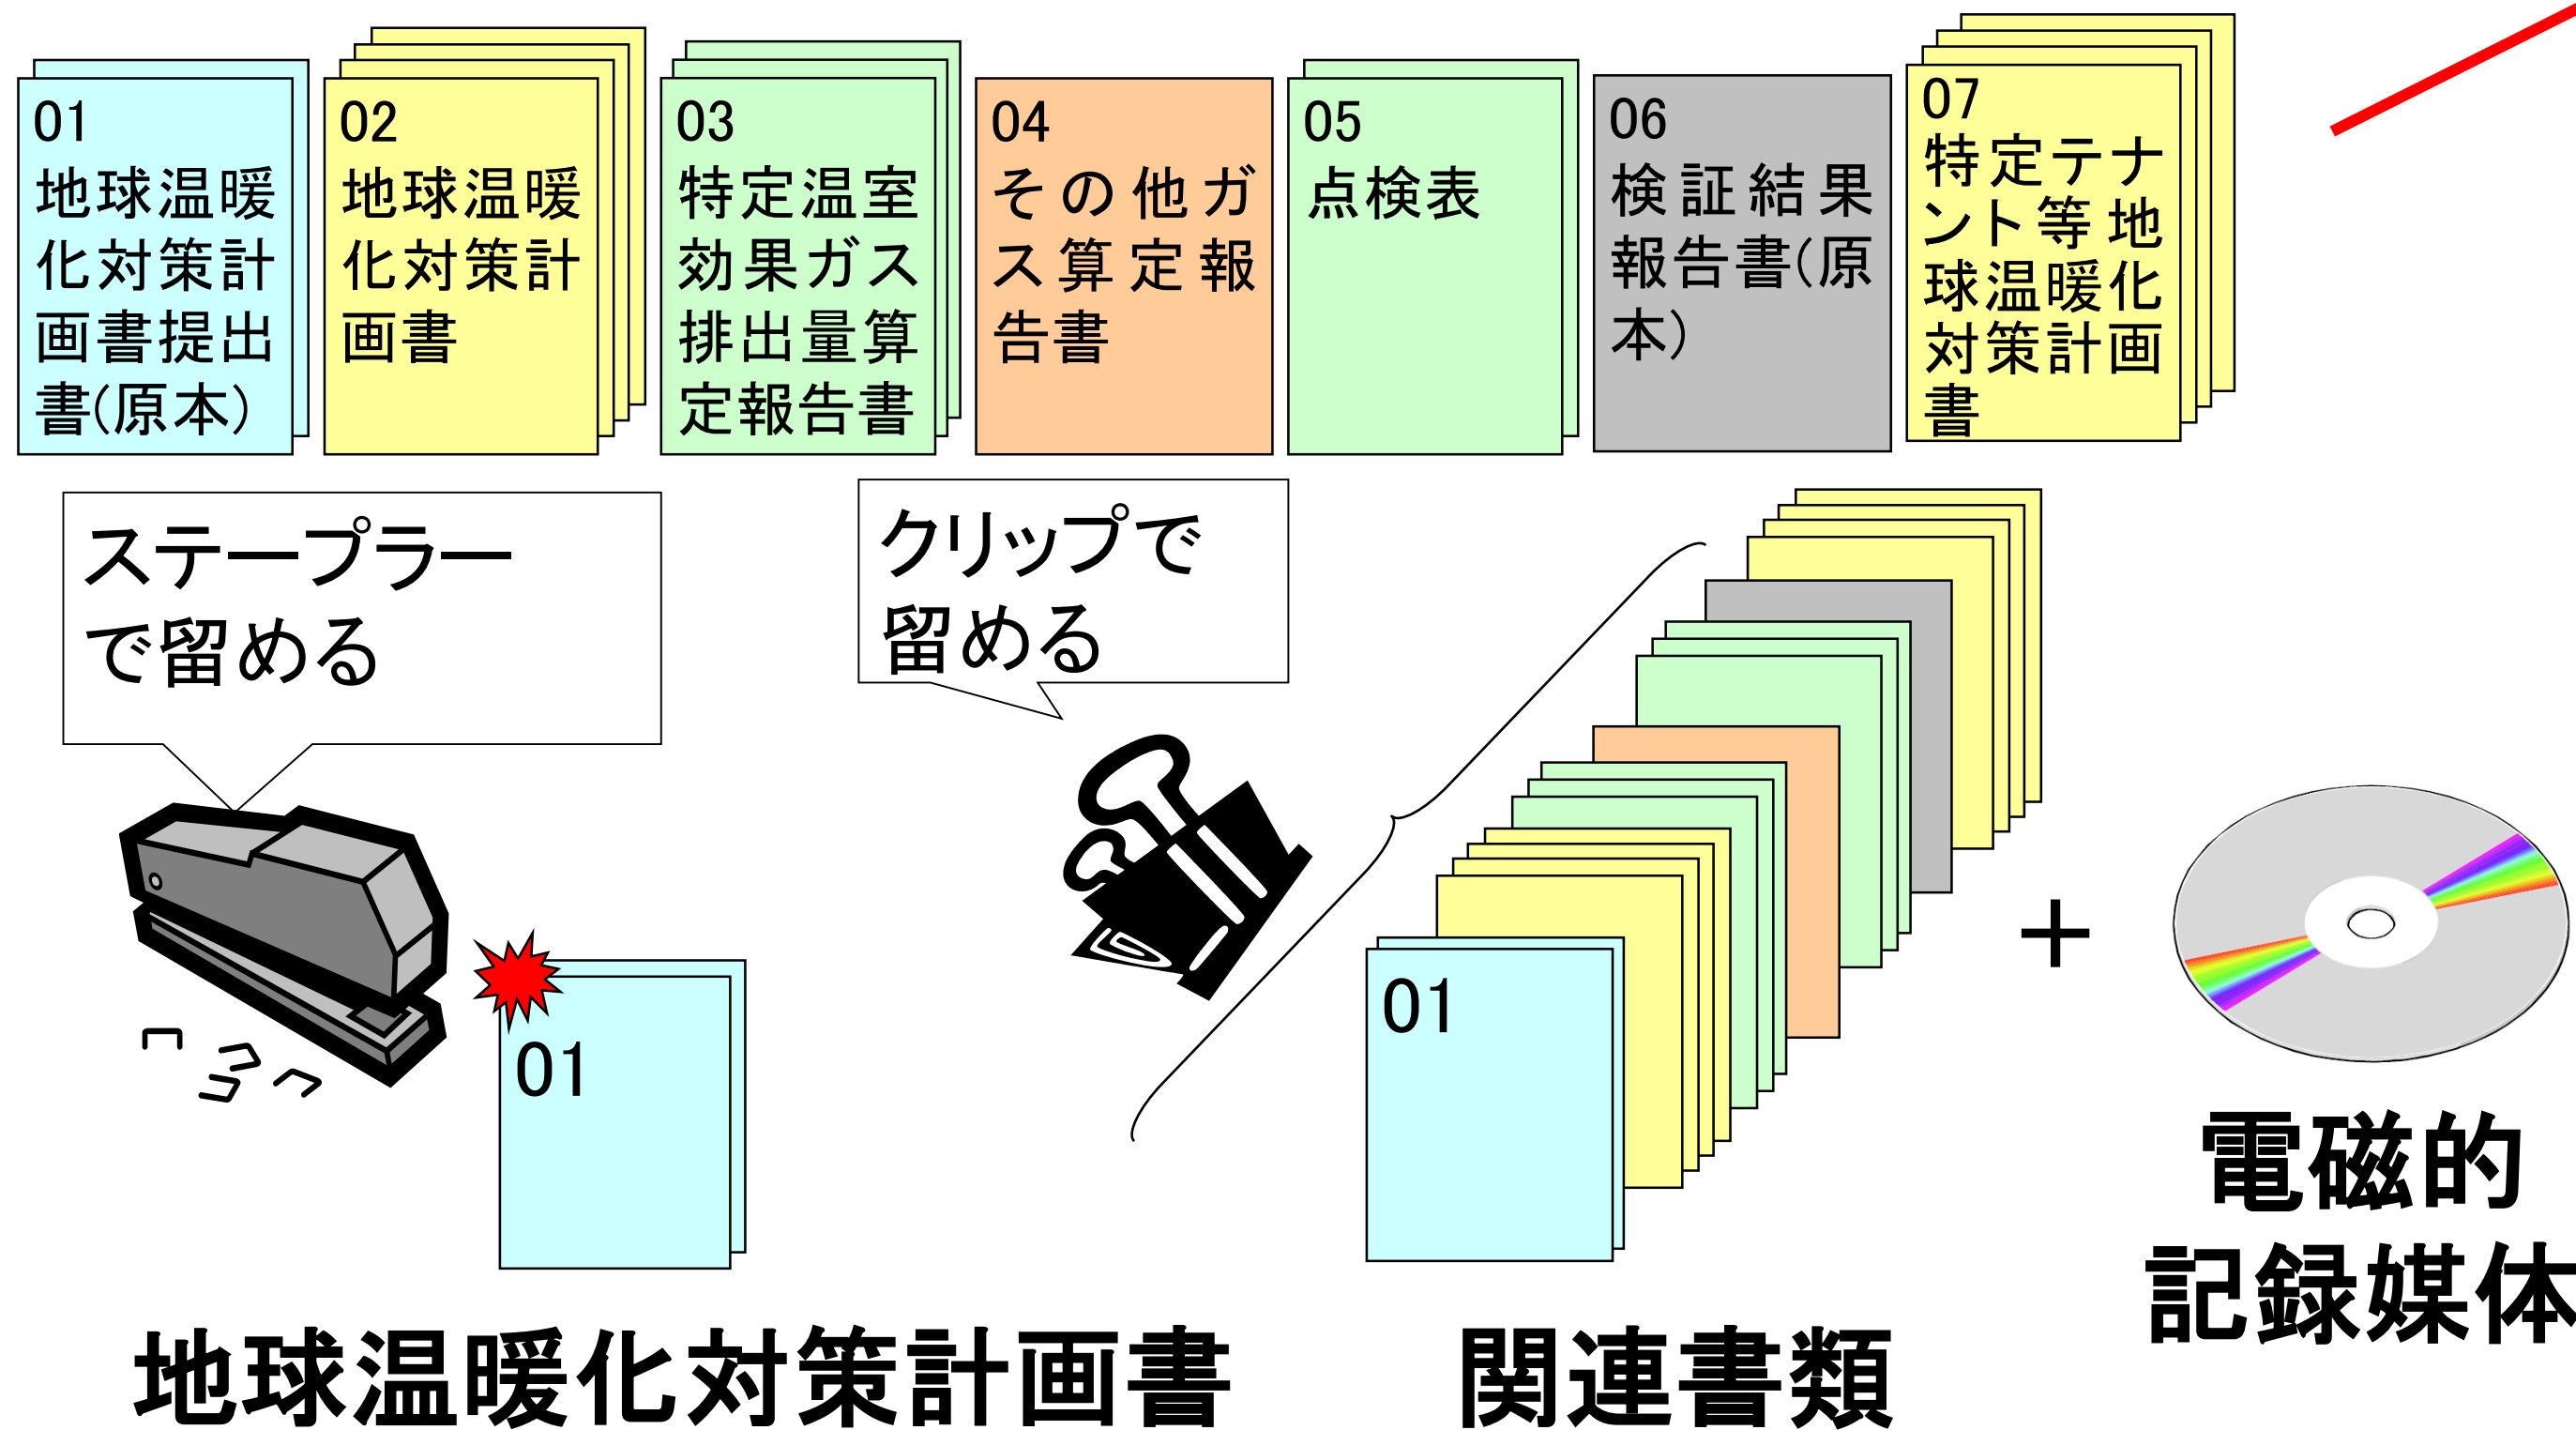 01
地球温暖
化対策計
画書提出
書(原本)
02
地球温暖
化対策計
画書
03
特定温室
効果ガス
排出量算
定報告書
04
その他ガ
ス算定報
告書
05
点検表
06
検証結果
報告書(原
本)
07
特定テナ
ント等地
球温暖化
対策計画
書
ステープラー
で留める
クリップで
留める
01
01
+
電磁的
記録媒体
地球温暖化対策計画書
関連書類